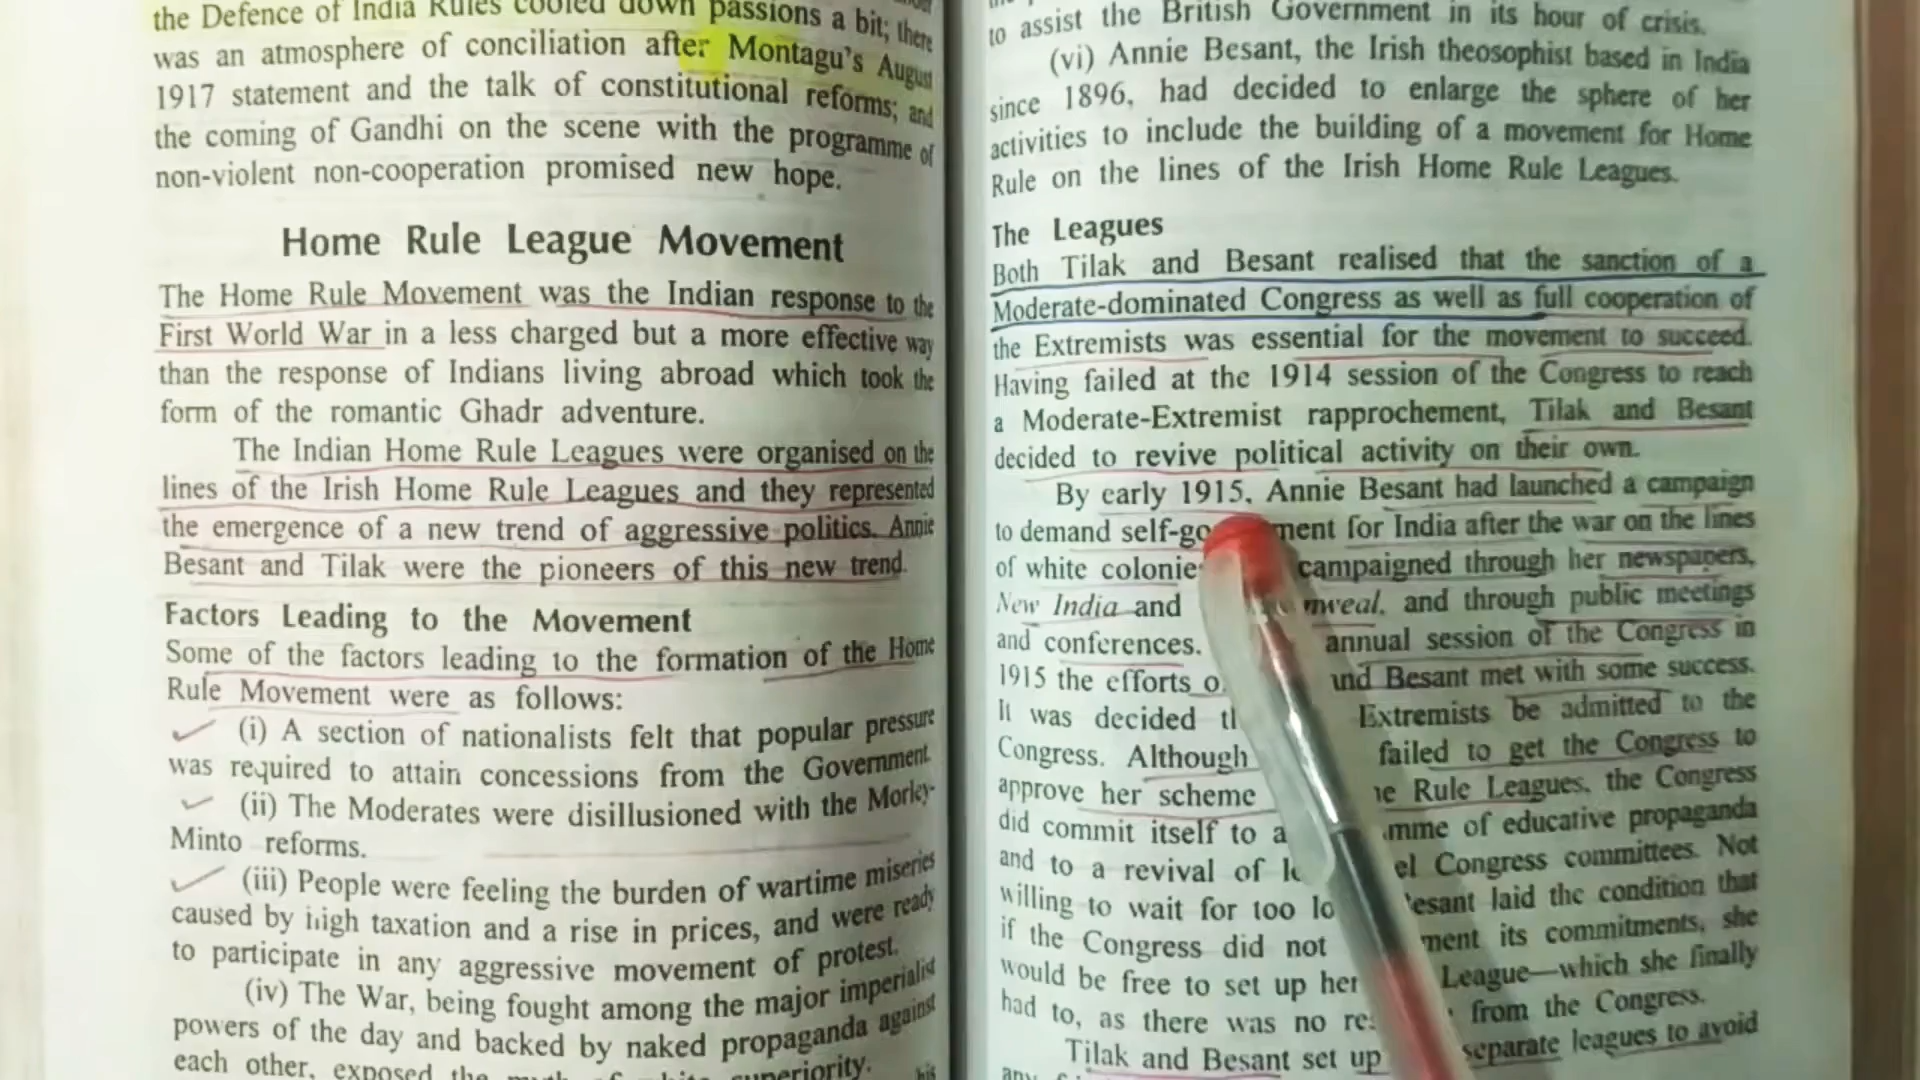 the Defence of India Rules cooled down passions a bit; there
was an atmosphere of conciliation after Montagu's August
1917 statement and the talk of constitutional reforms; and
the coming of Gandhi on the scene with the programme of
non-violent non-cooperation promised new hope.
Home Rule League Movement
The Home Rule Movement was the Indian response to the
First World War in a less charged but a more effective way
than the response of Indians living abroad which took the
form of the romantic Ghadr adventure.
The Indian Home Rule Leagues were organised on the
lines of the Irish Home Rule Leagues and they represented
the emergence of a new trend of aggressive politics. Annie
Besant and Tilak were the pioneers of this new trend.
Factors Leading to the Movement
Some of the factors leading to the formation of the Home
Rule Movement were as follows:
(i) A section of nationalists felt that popular pressure
was required to attain concessions from the Government.
(ii) The Moderates were disillusioned with the Morley-
Minto reforms.
(iii) People were feeling the burden of wartime miseries
caused by high taxation and a rise in prices, and were ready
to participate in any aggressive movement of protest.
(iv) The War, being fought among the major imperialist
powers of the day and backed by naked propaganda against
each other, exposed the superiority.
to assist the British Government in its hour of crisis.
(vi) Annie Besant, the Irish theosophist based in India
since 1896, had decided to enlarge the sphere of her
activities to include the building of a movement for Home
Rule on the lines of the Irish Home Rule Leagues.
The Leagues
Both Tilak and Besant realised that the sanction of a
Moderate-dominated Congress as well as full cooperation of
the Extremists was essential for the movement to succeed.
Having failed at the 1914 session of the Congress to reach
a Moderate-Extremist rapprochement, Tilak and Besant
decided to revive political activity on their own.
By early 1915, Annie Besant had launched a campaign
to demand self-go ment for India after the war on the lines
of white colonie campaigned through her newspapers,
New India and weal, and through public meetings
and conferences. annual session of the Congress in
1915 the efforts o and Besant met with some success.
It was decided th Extremists be admitted to the
Congress. Although failed to get the Congress to
approve her scheme Rule Leagues, the Congress
did commit itself to a mme of educative propaganda
and to a revival of lo el Congress committees. Not
willing to wait for too lo esant laid the condition that
if the Congress did not ment its commitments, she
would be free to set up her League—which she finally
had to, as there was no re from the Congress.
Tilak and Besant set up separate leagues to avoid